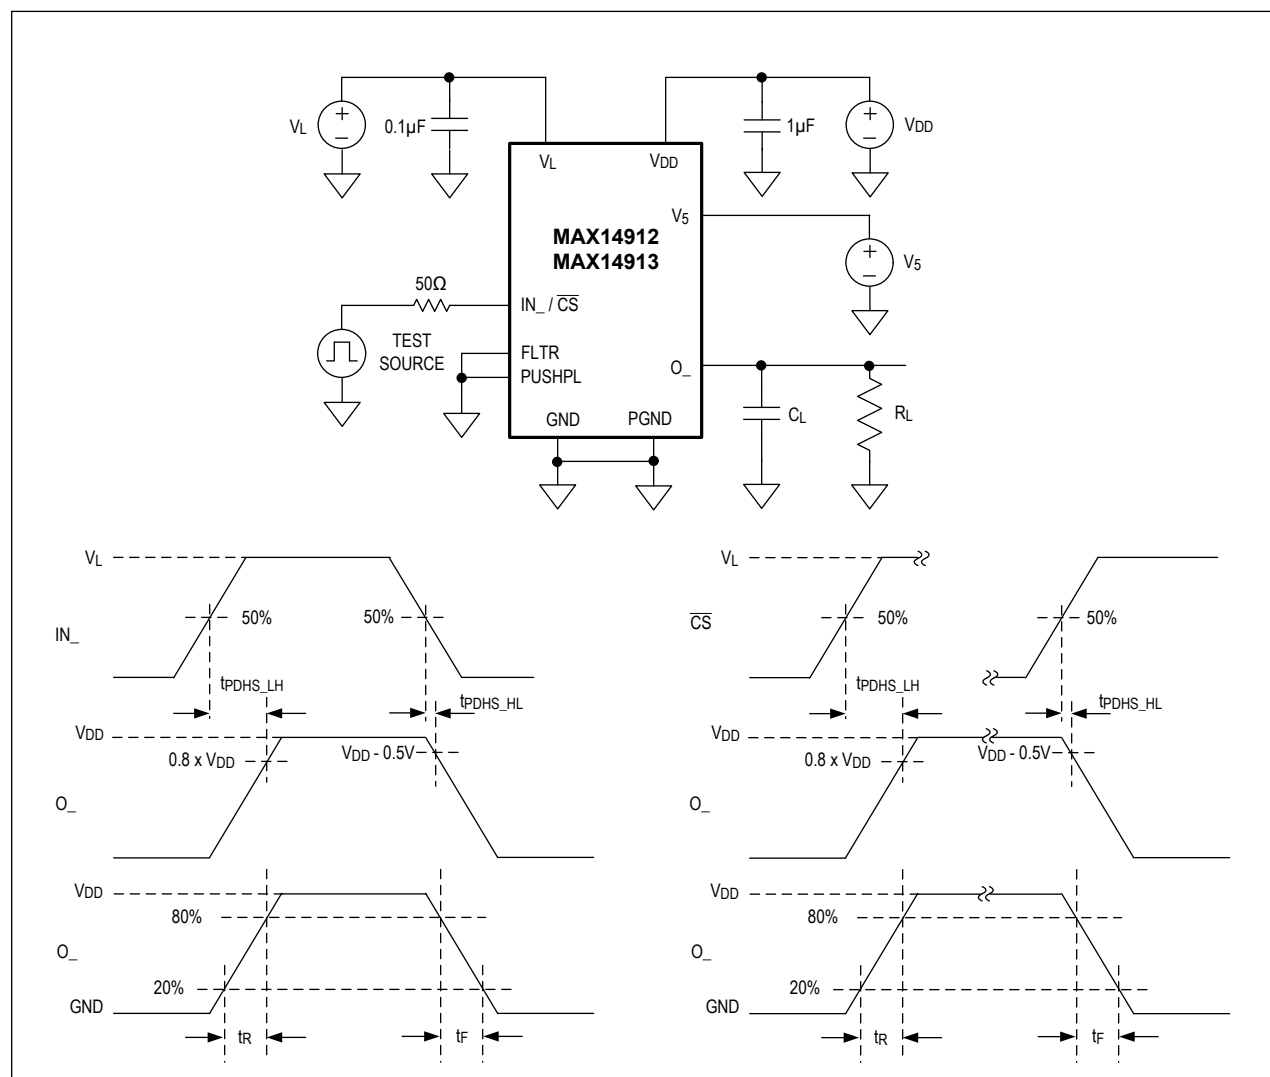 VL
0.1µF
1µF
VDD
VL
VDD
V5
MAX14912
MAX14913
V5
50Ω
IN_ / CS
TEST
SOURCE
FLTR
PUSHPL
O_
CL
RL
GND
PGND
VL
50%
50%
IN_
tPDHS_LH
tPDHS_HL
VDD
0.8 x VDD
VDD - 0.5V
O_
VDD
80%
O_
20%
GND
tR
tF
VL
50%
50%
CS
tPDHS_LH
tPDHS_HL
VDD
0.8 x VDD
VDD - 0.5V
O_
VDD
80%
O_
20%
GND
tR
tF